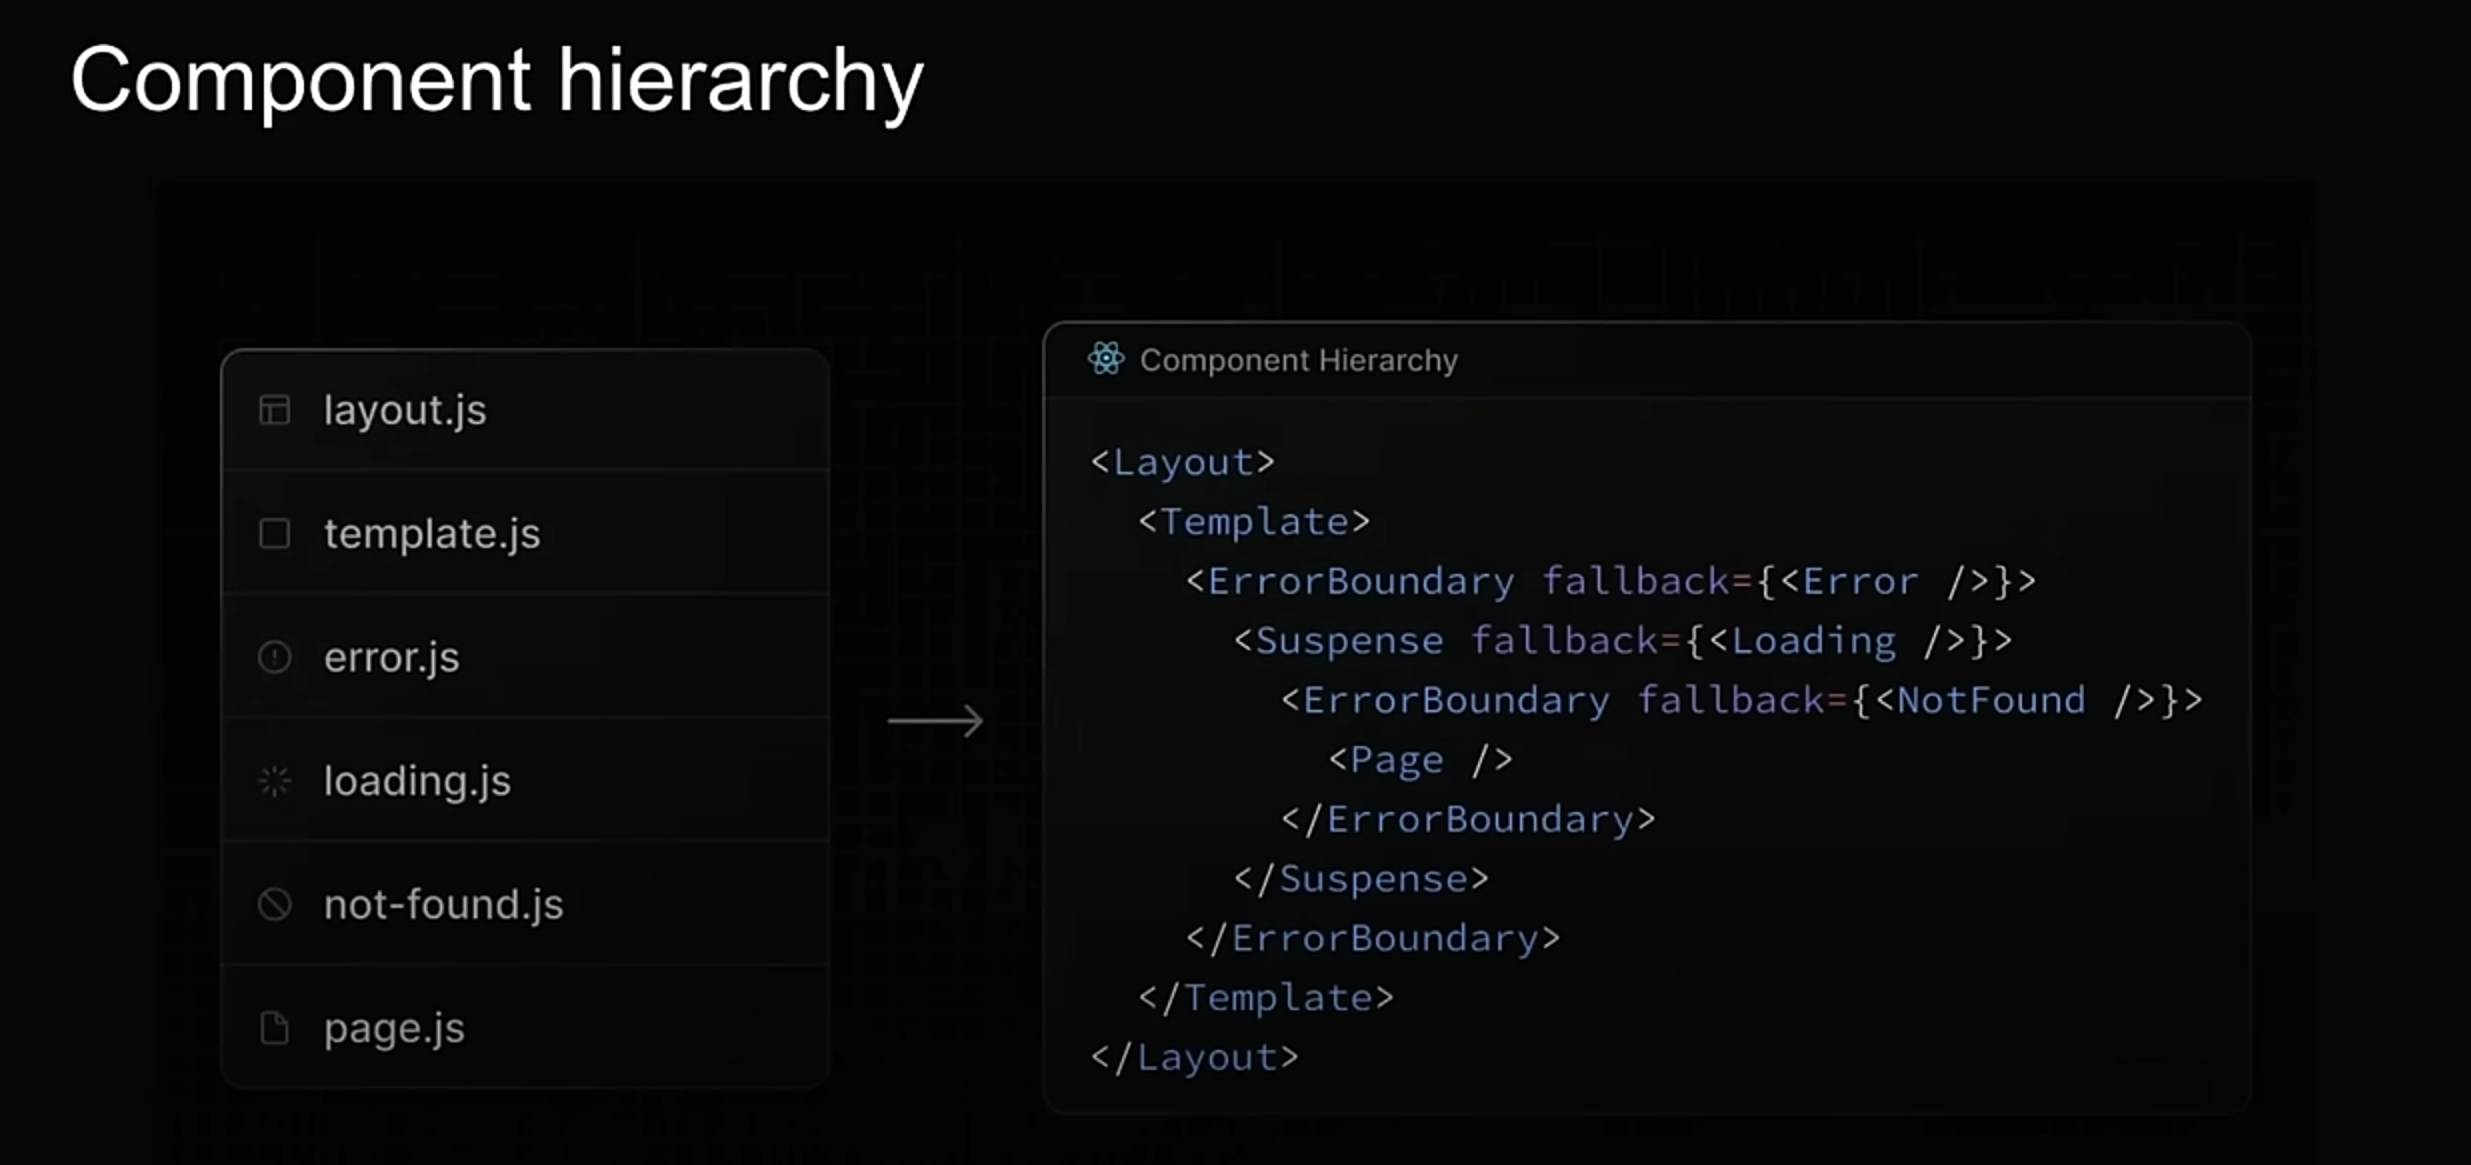 Component hierarchy
layout.js
template.js
error.js
loading.js
not-found.js
page.js
Component Hierarchy
<Layout>
<Template>
<ErrorBoundary fallback={<Error />}>
<Suspense fallback={<Loading />}>
<ErrorBoundary fallback={<NotFound />}>
<Page />
</ErrorBoundary>
</Suspense>
</ErrorBoundary>
</Template>
</Layout>